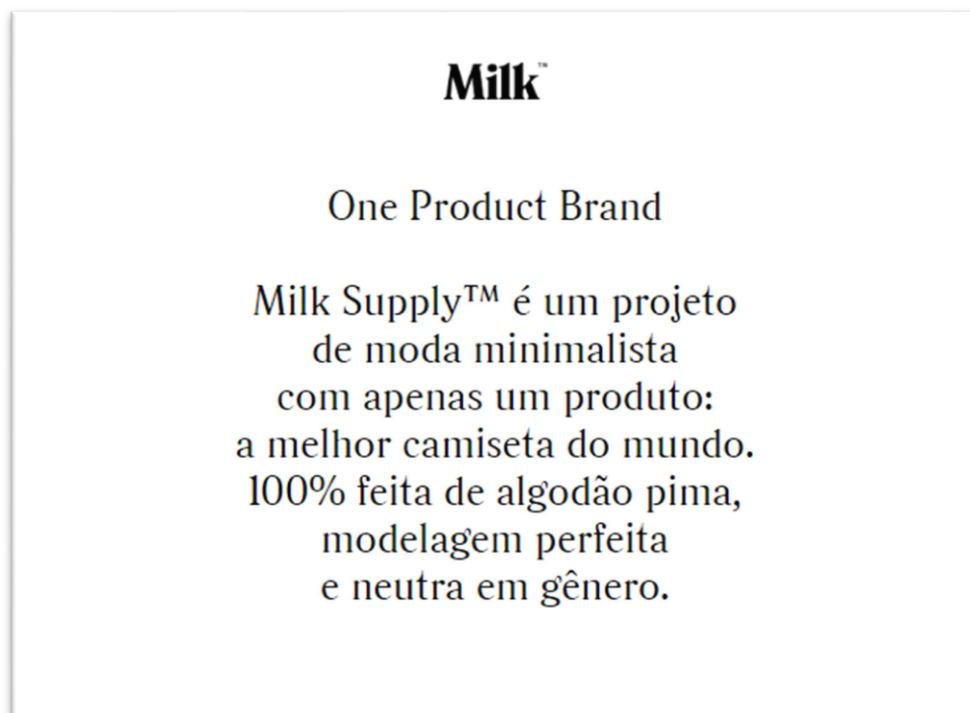 Milk™
One Product Brand
Milk Supply™ é um projeto
de moda minimalista
com apenas um produto:
a melhor camiseta do mundo.
100% feita de algodão pima,
modelagem perfeita
e neutra em gênero.